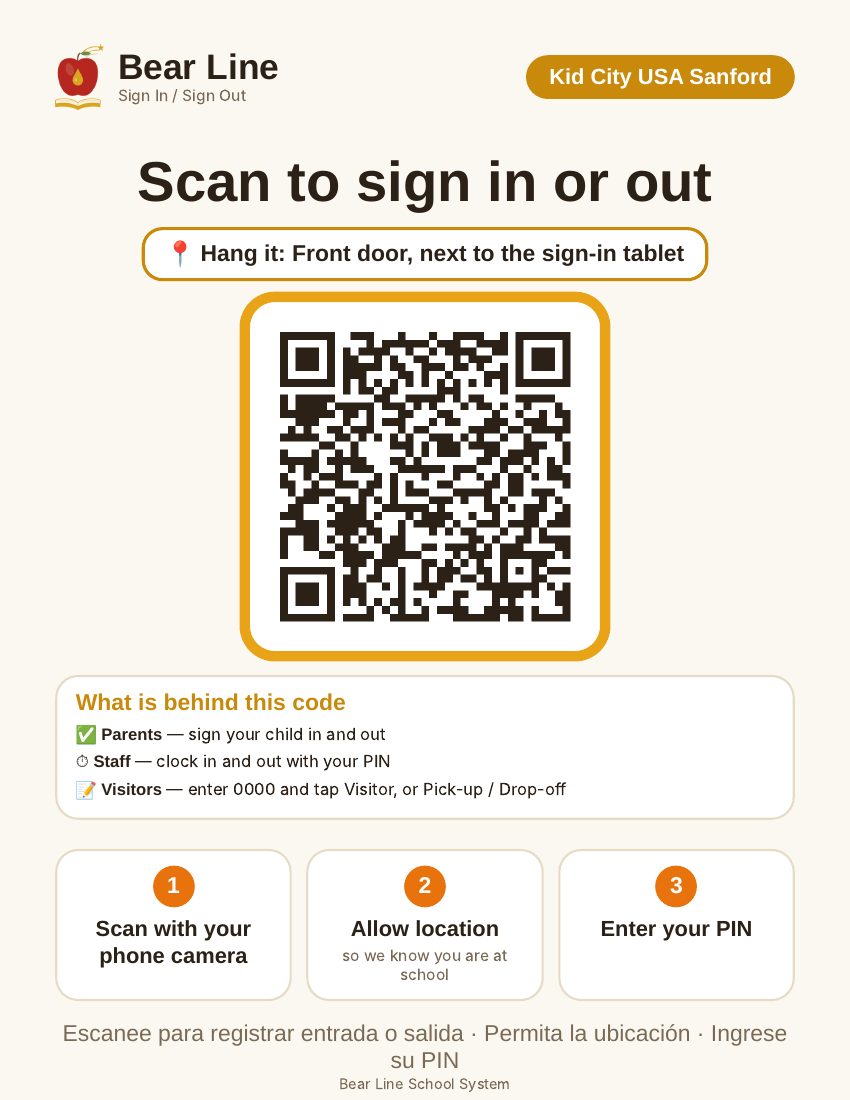 Bear Line
Sign In / Sign Out
Kid City USA Sanford
Scan to sign in or out
📍 Hang it: Front door, next to the sign-in tablet
What is behind this code
✅ Parents — sign your child in and out
⏱ Staff — clock in and out with your PIN
📝 Visitors — enter 0000 and tap Visitor, or Pick-up / Drop-off
1
Scan with your
phone camera
2
Allow location
so we know you are at
school
3
Enter your PIN
Escanee para registrar entrada o salida · Permita la ubicación · Ingrese
su PIN
Bear Line School System